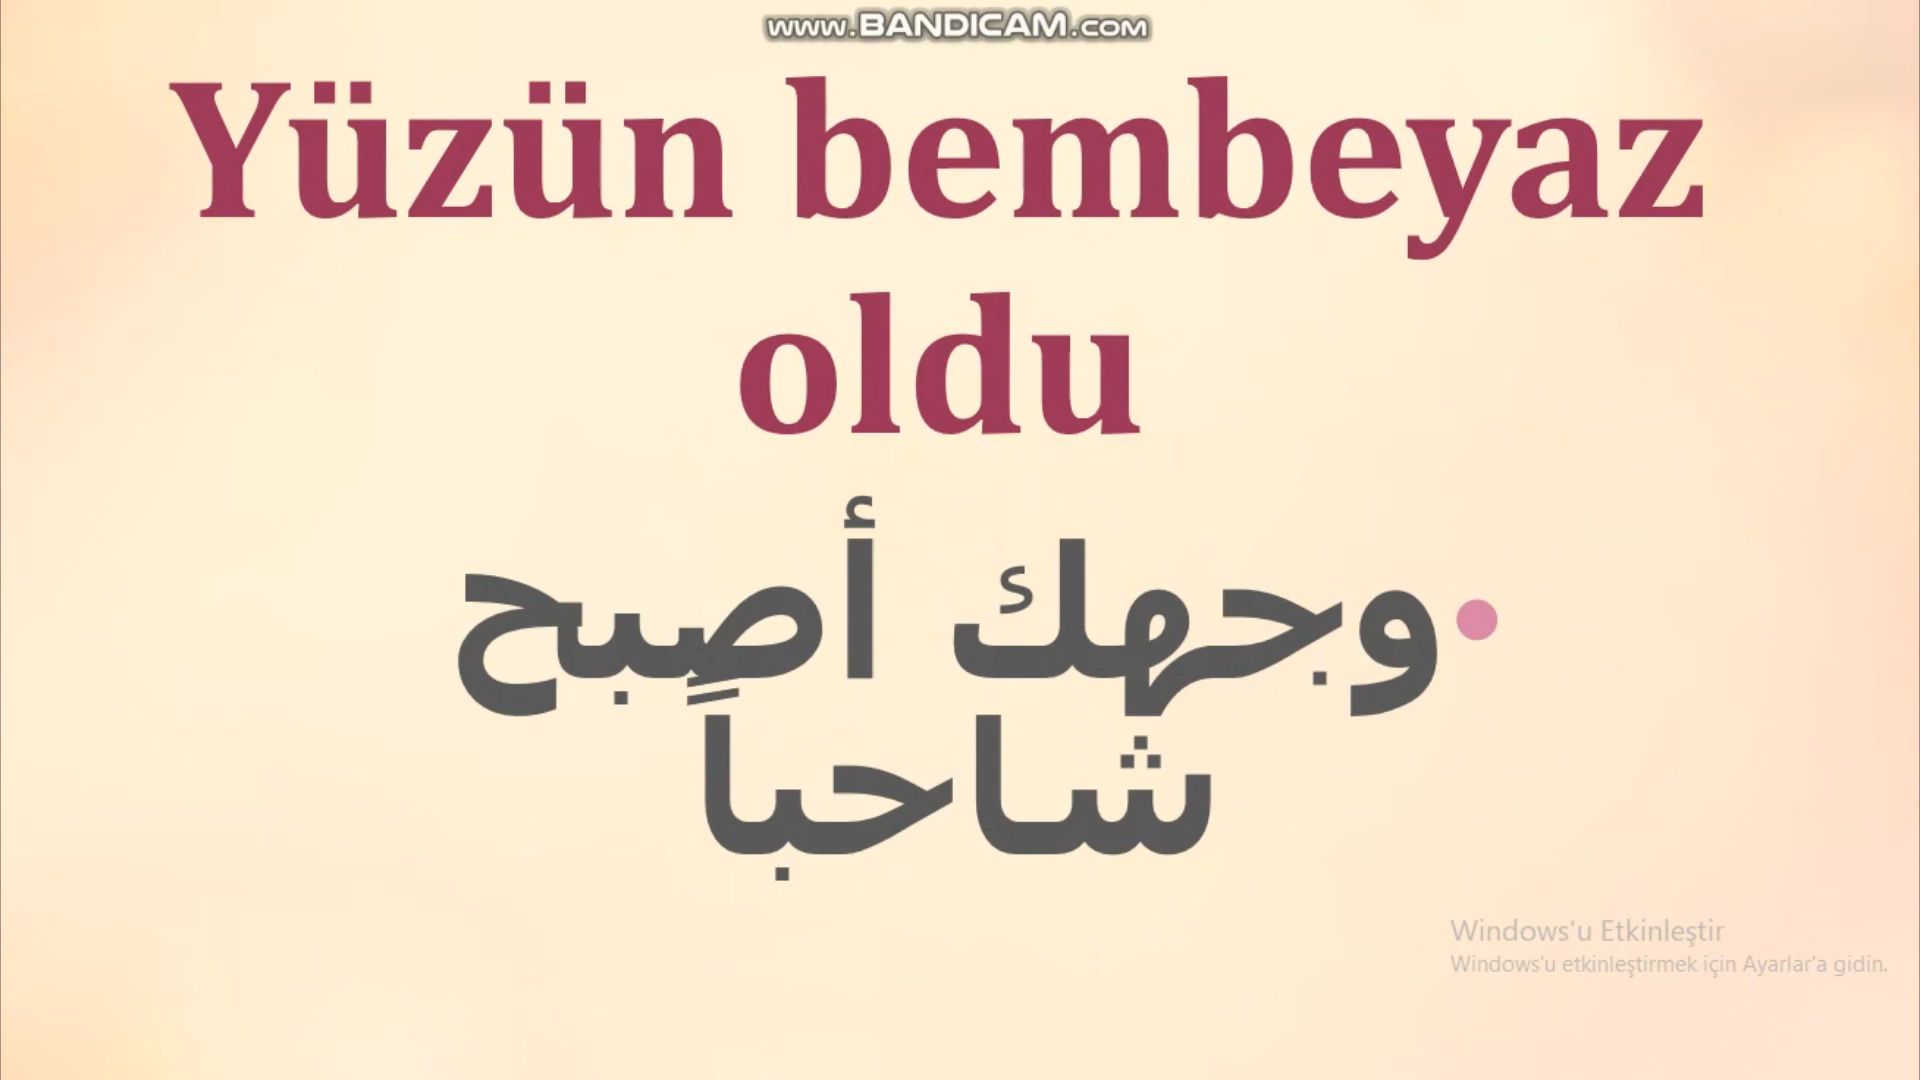 www.BANDICAM.com
Yüzün bembeyaz
oldu
وجهك أصبح
شاحباً
Windows'u Etkinleştir
Windows'u etkinleştirmek için Ayarlar'a gidin.